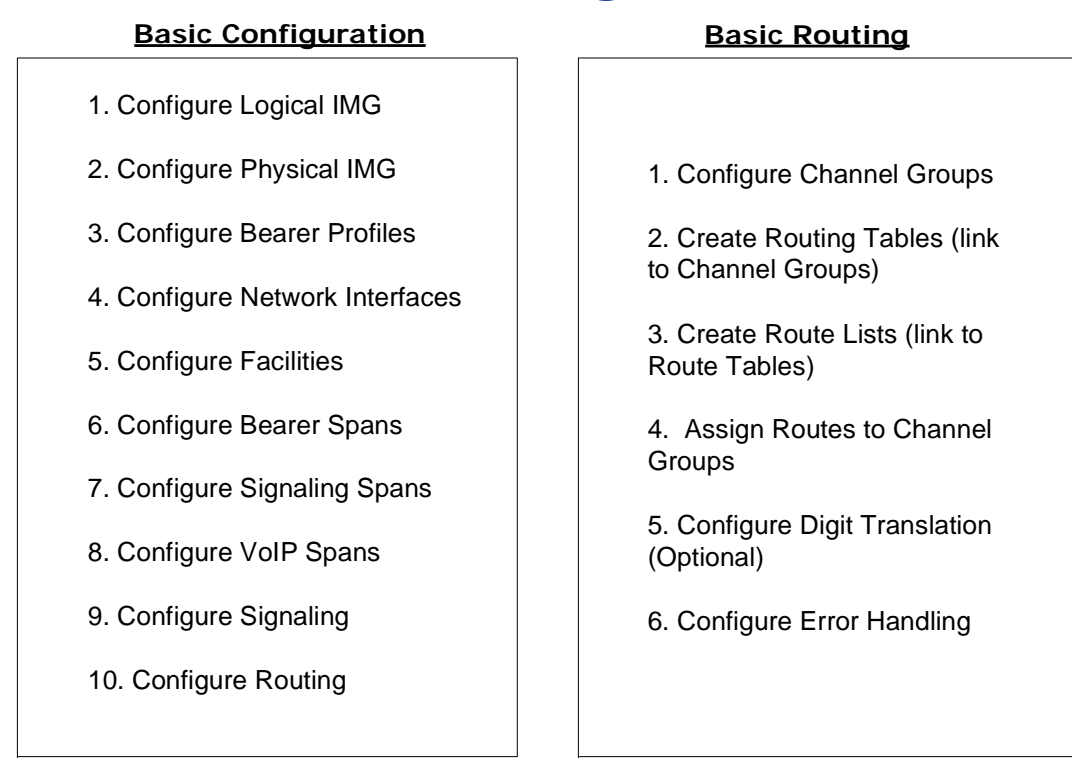 Basic Configuration
1. Configure Logical IMG
2. Configure Physical IMG
3. Configure Bearer Profiles
4. Configure Network Interfaces
5. Configure Facilities
6. Configure Bearer Spans
7. Configure Signaling Spans
8. Configure VoIP Spans
9. Configure Signaling
10. Configure Routing
Basic Routing
1. Configure Channel Groups
2. Create Routing Tables (link
to Channel Groups)
3. Create Route Lists (link to
Route Tables)
4. Assign Routes to Channel
Groups
5. Configure Digit Translation
(Optional)
6. Configure Error Handling